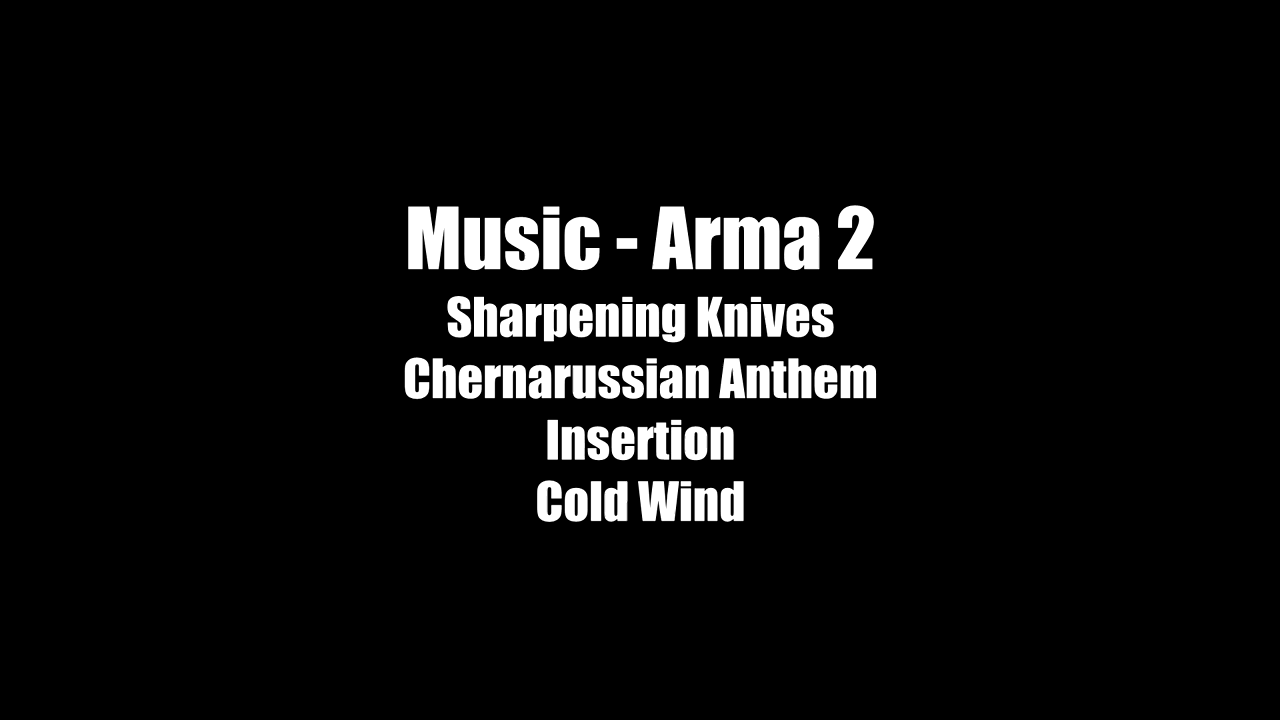 Music - Arma 2
Sharpening Knives
Chernarussian Anthem
Insertion
Cold Wind